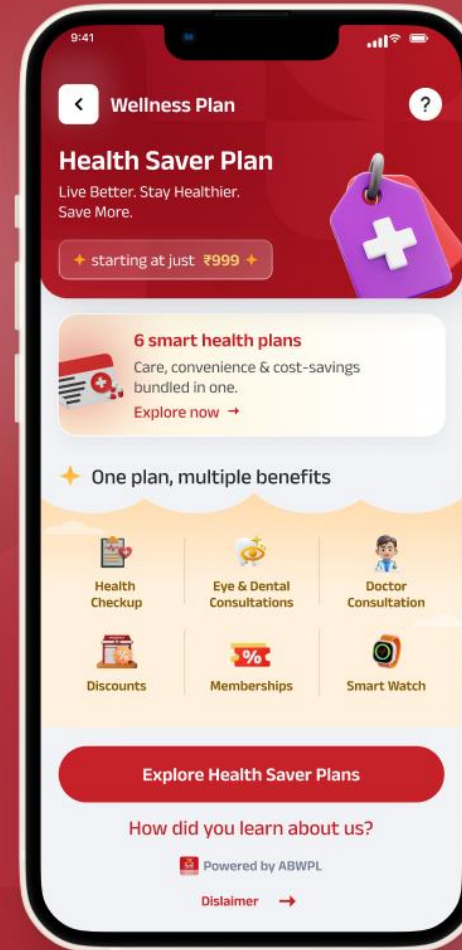 9:41
Wellness Plan
?
Health Saver Plan
Live Better. Stay Healthier.
Save More.
starting at just ₹999
6 smart health plans
Care, convenience & cost-savings
bundled in one.
Explore now →
One plan, multiple benefits
Health
Checkup
Eye & Dental
Consultations
Doctor
Consultation
%
Discounts
%
Memberships
Smart Watch
Explore Health Saver Plans
How did you learn about us?
Powered by ABWPL
Dislaimer →